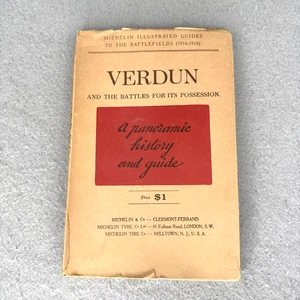 MICHELIN ILLUSTRATED GUIDES
TO THE BATTLEFIELDS (1914-1918)
VERDUN
AND THE BATTLES FOR ITS POSSESSION.
A panoramic
history
and guide
Price $1
MICHELIN & Cie — CLERMONT-FERRAND
MICHELIN TYRE Co Ltd — 81 Fulham Road, LONDON, S. W.
MICHELIN TIRE Co — MILLTOWN, N. J., U. S. A.